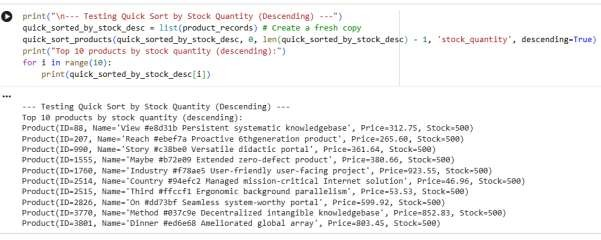 print("\n--- Testing Quick Sort by Stock Quantity (Descending) ---")
quick_sorted_by_stock_desc = list(product_records) # Create a fresh copy
quick_sort_products(quick_sorted_by_stock_desc, 0, len(quick_sorted_by_stock_desc) - 1, 'stock_quantity', descending=True)
print("Top 10 products by stock quantity (descending):")
for i in range(10):
    print(quick_sorted_by_stock_desc[i])
...
--- Testing Quick Sort by Stock Quantity (Descending) ---
Top 10 products by stock quantity (descending):
Product(ID=88, Name='View #e8d31b Persistent systematic knowledgebase', Price=312.75, Stock=500)
Product(ID=207, Name='Reach #ebef7a Proactive 6thgeneration product', Price=265.60, Stock=500)
Product(ID=990, Name='Story #c38be0 Versatile didactic portal', Price=361.64, Stock=500)
Product(ID=1555, Name='Maybe #b72e09 Extended zero-defect product', Price=380.66, Stock=500)
Product(ID=1760, Name='Industry #f78ae5 User-friendly user-facing project', Price=923.55, Stock=500)
Product(ID=2514, Name='Country #94efc2 Managed mission-critical Internet solution', Price=46.96, Stock=500)
Product(ID=2515, Name='Third #ffccf1 Ergonomic background parallelism', Price=53.53, Stock=500)
Product(ID=2826, Name='On #dd73bf Seamless system-worthy portal', Price=599.92, Stock=500)
Product(ID=3770, Name='Method #037c9e Decentralized intangible knowledgebase', Price=852.83, Stock=500)
Product(ID=3801, Name='Dinner #ed6e68 Ameliorated global array', Price=803.45, Stock=500)